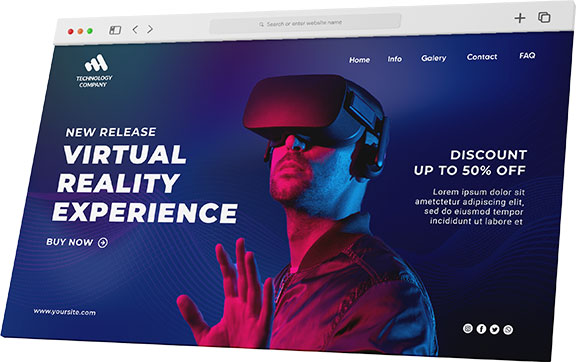 Search or enter website name
TECHNOLOGY
COMPANY
Home Info Galery Contact FAQ
NEW RELEASE
VIRTUAL
REALITY
EXPERIENCE
BUY NOW
DISCOUNT
UP TO 50% OFF
Lorem ipsum dolor sit
ametctetur adipiscing elit,
sed do eiusmod tempor
incididunt ut labore et
www.yoursite.com